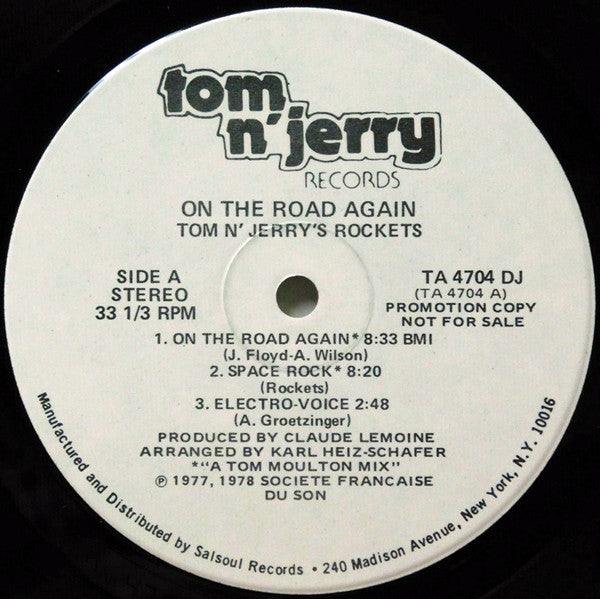 tom
n' jerry
RECORDS
ON THE ROAD AGAIN
TOM N' JERRY'S ROCKETS
SIDE A
STEREO
33 1/3 RPM
TA 4704 DJ
(TA 4704 A)
PROMOTION COPY
NOT FOR SALE
1. ON THE ROAD AGAIN* 8:33 BMI
(J. Floyd-A. Wilson)
2. SPACE ROCK* 8:20
(Rockets)
3. ELECTRO-VOICE 2:48
(A. Groetzinger)
PRODUCED BY CLAUDE LEMOINE
ARRANGED BY KARL HEIZ-SCHAFER
*"A TOM MOULTON MIX"
℗ 1977, 1978 SOCIETE FRANCAISE
DU SON
Manufactured and Distributed by Salsoul Records • 240 Madison Avenue, New York, N.Y. 10016